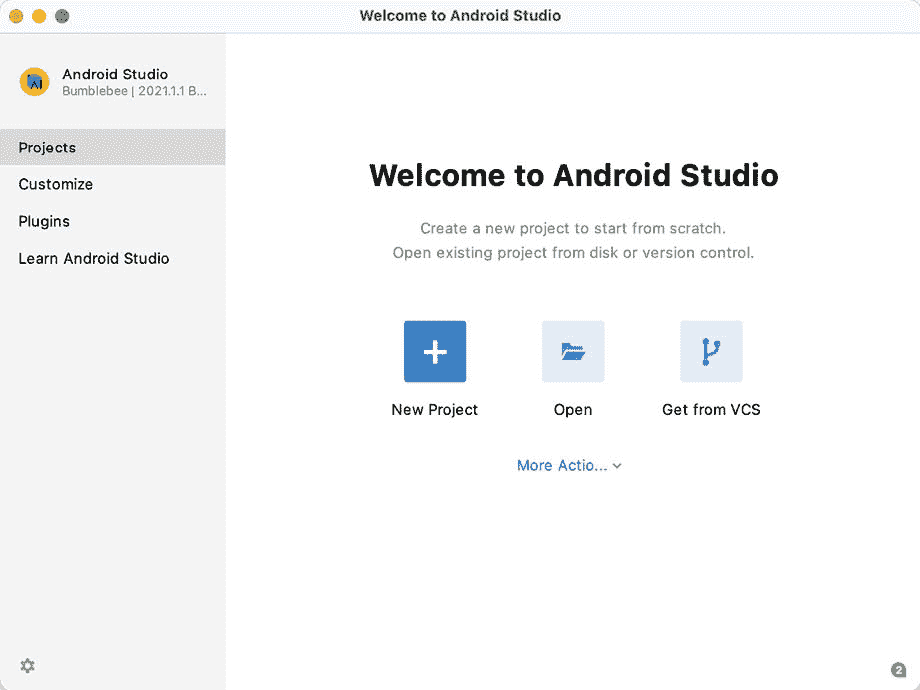 Welcome to Android Studio
Android Studio
Bumblebee | 2021.1.1 B...
Projects
Customize
Plugins
Learn Android Studio
Welcome to Android Studio
Create a new project to start from scratch.
Open existing project from disk or version control.
New Project
Open
Get from VCS
More Actio...
2